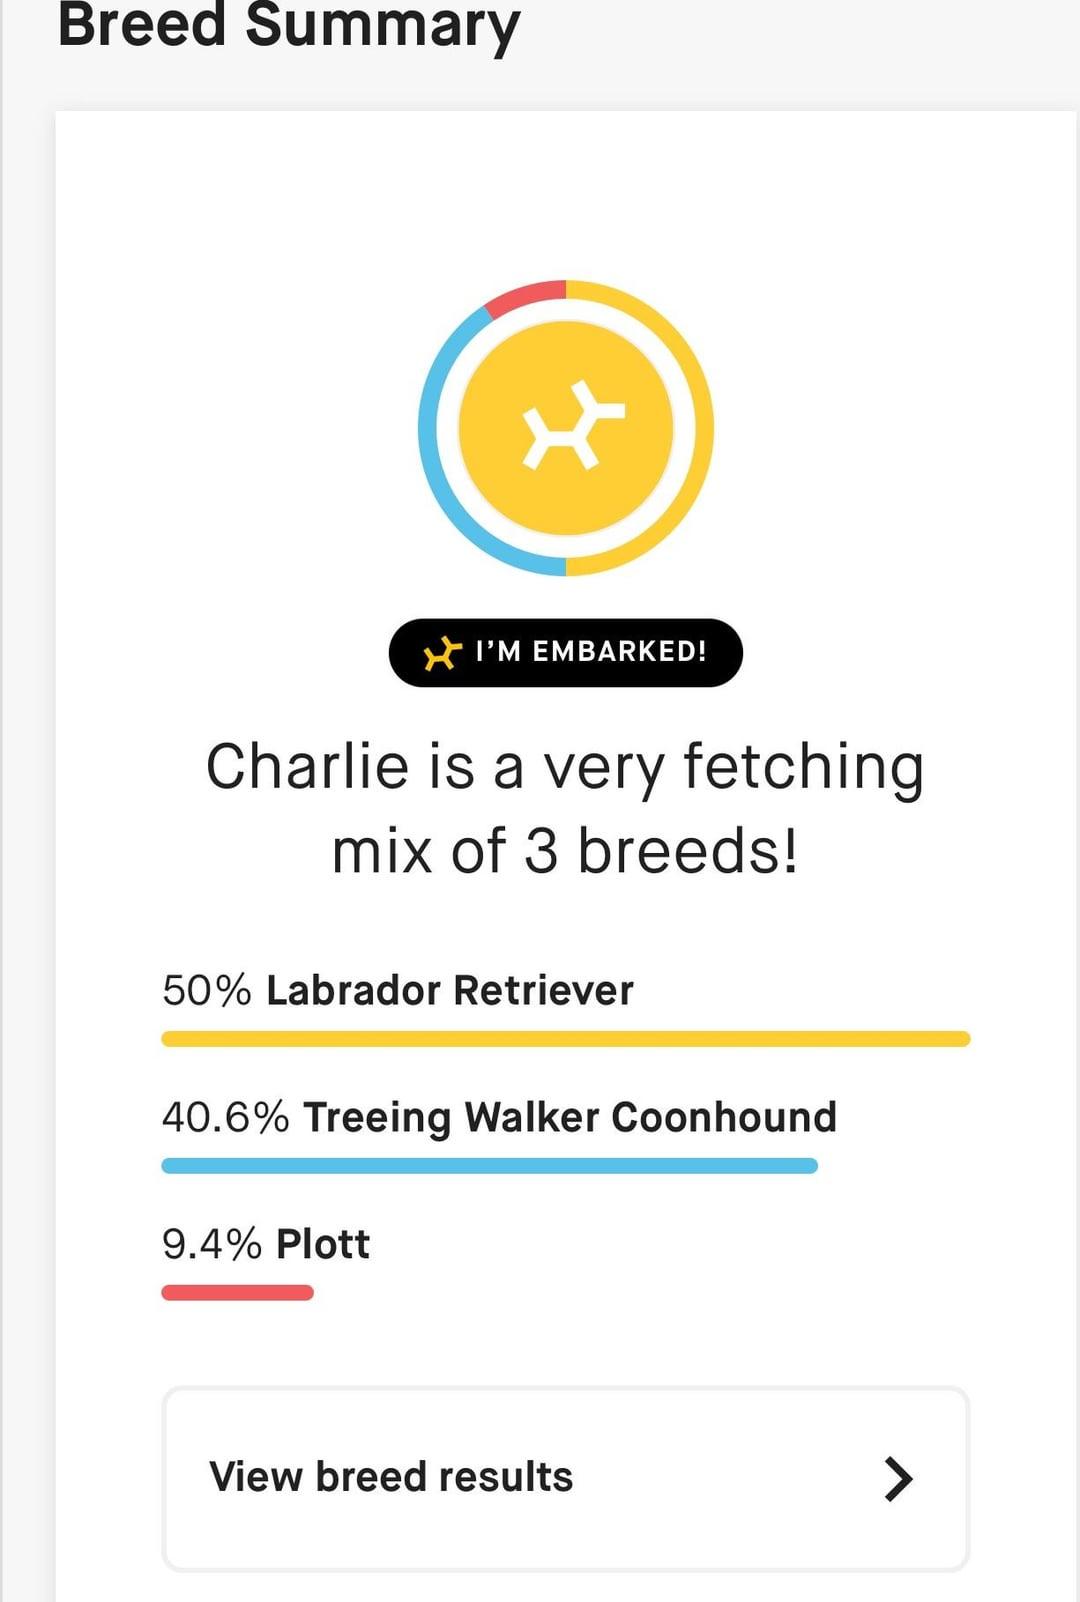 Breed Summary
I’M EMBARKED!
Charlie is a very fetching
mix of 3 breeds!
50% Labrador Retriever
40.6% Treeing Walker Coonhound
9.4% Plott
View breed results